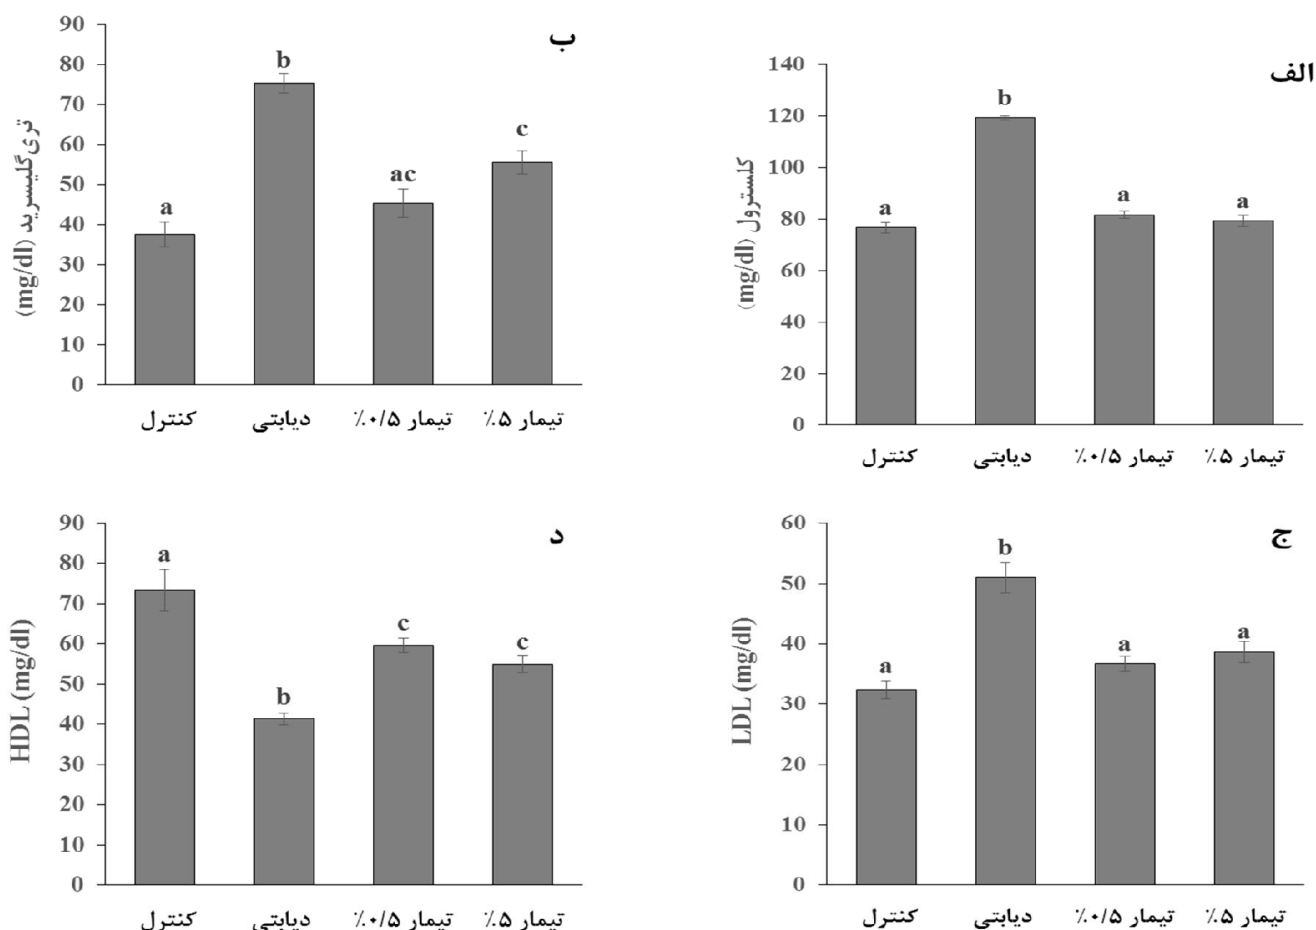 الف
کلسترول (mg/dl)
140
120
100
80
60
40
20
0
a
b
a
a
کنترل
دیابتی
تیمار ۰/۵٪
تیمار ۵٪
ب
تری‌گلیسرید (mg/dl)
90
80
70
60
50
40
30
20
10
0
a
b
ac
c
کنترل
دیابتی
تیمار ۰/۵٪
تیمار ۵٪
ج
LDL (mg/dl)
60
50
40
30
20
10
0
a
b
a
a
کنترل
دیابتی
تیمار ۰/۵٪
تیمار ۵٪
د
HDL (mg/dl)
90
80
70
60
50
40
30
20
10
0
a
b
c
c
کنترل
دیابتی
تیمار ۰/۵٪
تیمار ۵٪